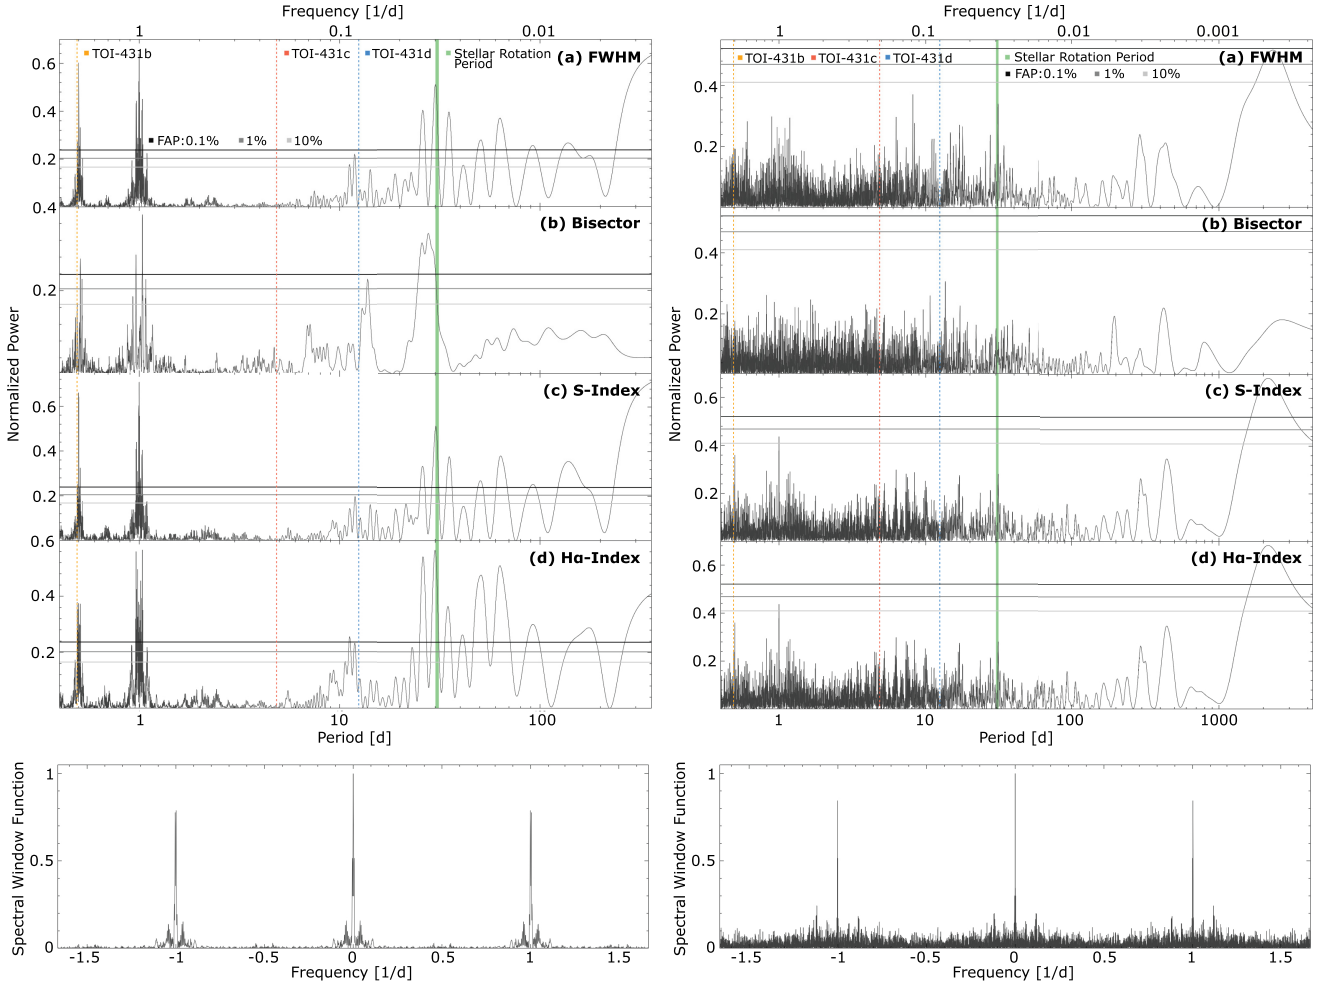 Frequency [1/d]
1 0.1 0.01
TOI-431b TOI-431c TOI-431d Stellar Rotation Period
(a) FWHM
FAP:0.1% 1% 10%
0.6
0.4
0.2
0.4
(b) Bisector
0.2
(c) S-Index
0.6
0.4
0.2
0.6
(d) Hα-Index
0.4
0.2
Normalized Power
1 10 100
Period [d]
Frequency [1/d]
1 0.1 0.01 0.001
TOI-431b TOI-431c TOI-431d Stellar Rotation Period
(a) FWHM
FAP:0.1% 1% 10%
0.4
0.2
(b) Bisector
0.4
0.2
(c) S-Index
0.6
0.4
0.2
(d) Hα-Index
0.6
0.4
0.2
Normalized Power
1 10 100 1000
Period [d]
Spectral Window Function
1
0.5
0
-1.5 -1 -0.5 0 0.5 1 1.5
Frequency [1/d]
Spectral Window Function
1
0.5
0
-1.5 -1 -0.5 0 0.5 1 1.5
Frequency [1/d]